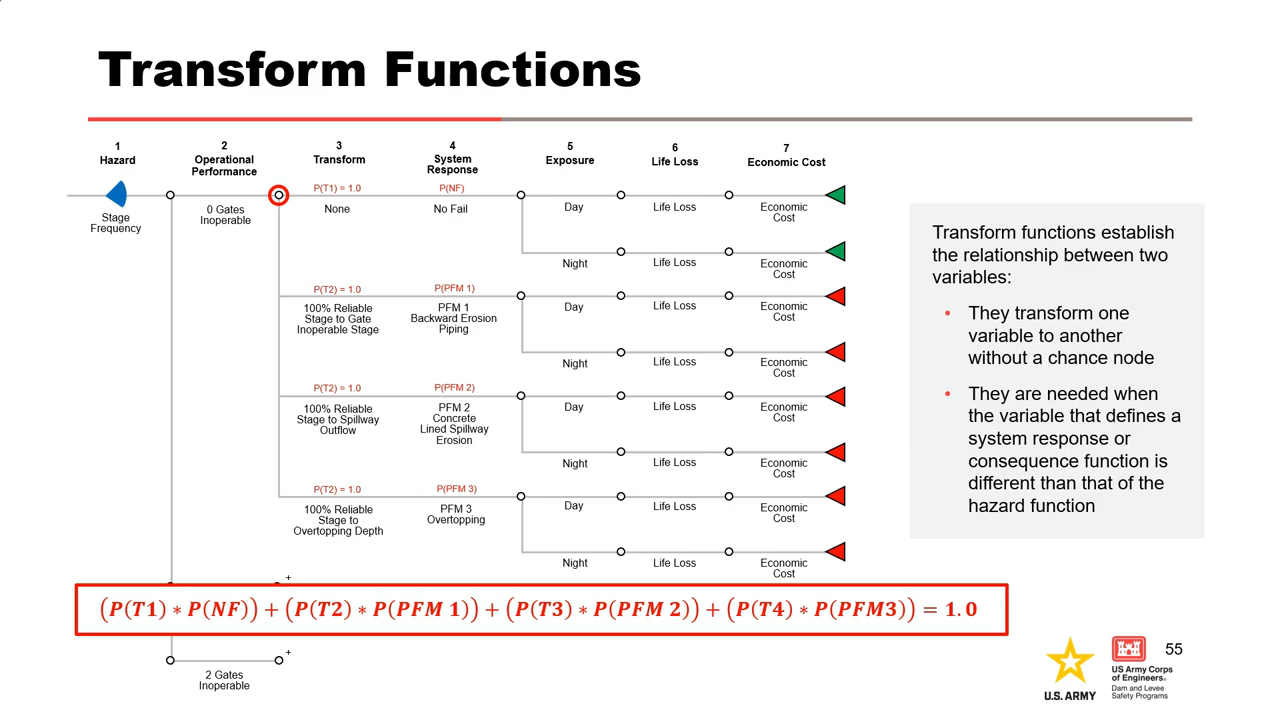 Transform Functions
1
Hazard
2
Operational
Performance
3
Transform
4
System
Response
5
Exposure
6
Life Loss
7
Economic Cost
Stage
Frequency
0 Gates
Inoperable
P(T1) = 1.0
None
P(NF)
No Fail
Day
Life Loss
Economic
Cost
Night
Life Loss
Economic
Cost
P(T2) = 1.0
100% Reliable
Stage to Gate
Inoperable Stage
P(PFM 1)
PFM 1
Backward Erosion
Piping
Day
Life Loss
Economic
Cost
Night
Life Loss
Economic
Cost
P(T2) = 1.0
100% Reliable
Stage to Spillway
Outflow
P(PFM 2)
PFM 2
Concrete
Lined Spillway
Erosion
Day
Life Loss
Economic
Cost
Night
Life Loss
Economic
Cost
P(T2) = 1.0
100% Reliable
Stage to
Overtopping Depth
P(PFM 3)
PFM 3
Overtopping
Day
Life Loss
Economic
Cost
Night
Life Loss
Economic
Cost
+
(P(T1) * P(NF)) + (P(T2) * P(PFM 1)) + (P(T3) * P(PFM 2)) + (P(T4) * P(PFM3)) = 1.0
+
2 Gates
Inoperable
Transform functions establish
the relationship between two
variables:
• They transform one
variable to another
without a chance node
• They are needed when
the variable that defines a
system response or
consequence function is
different than that of the
hazard function
U.S. ARMY
US Army Corps
of Engineers®
Dam and Levee
Safety Programs
55